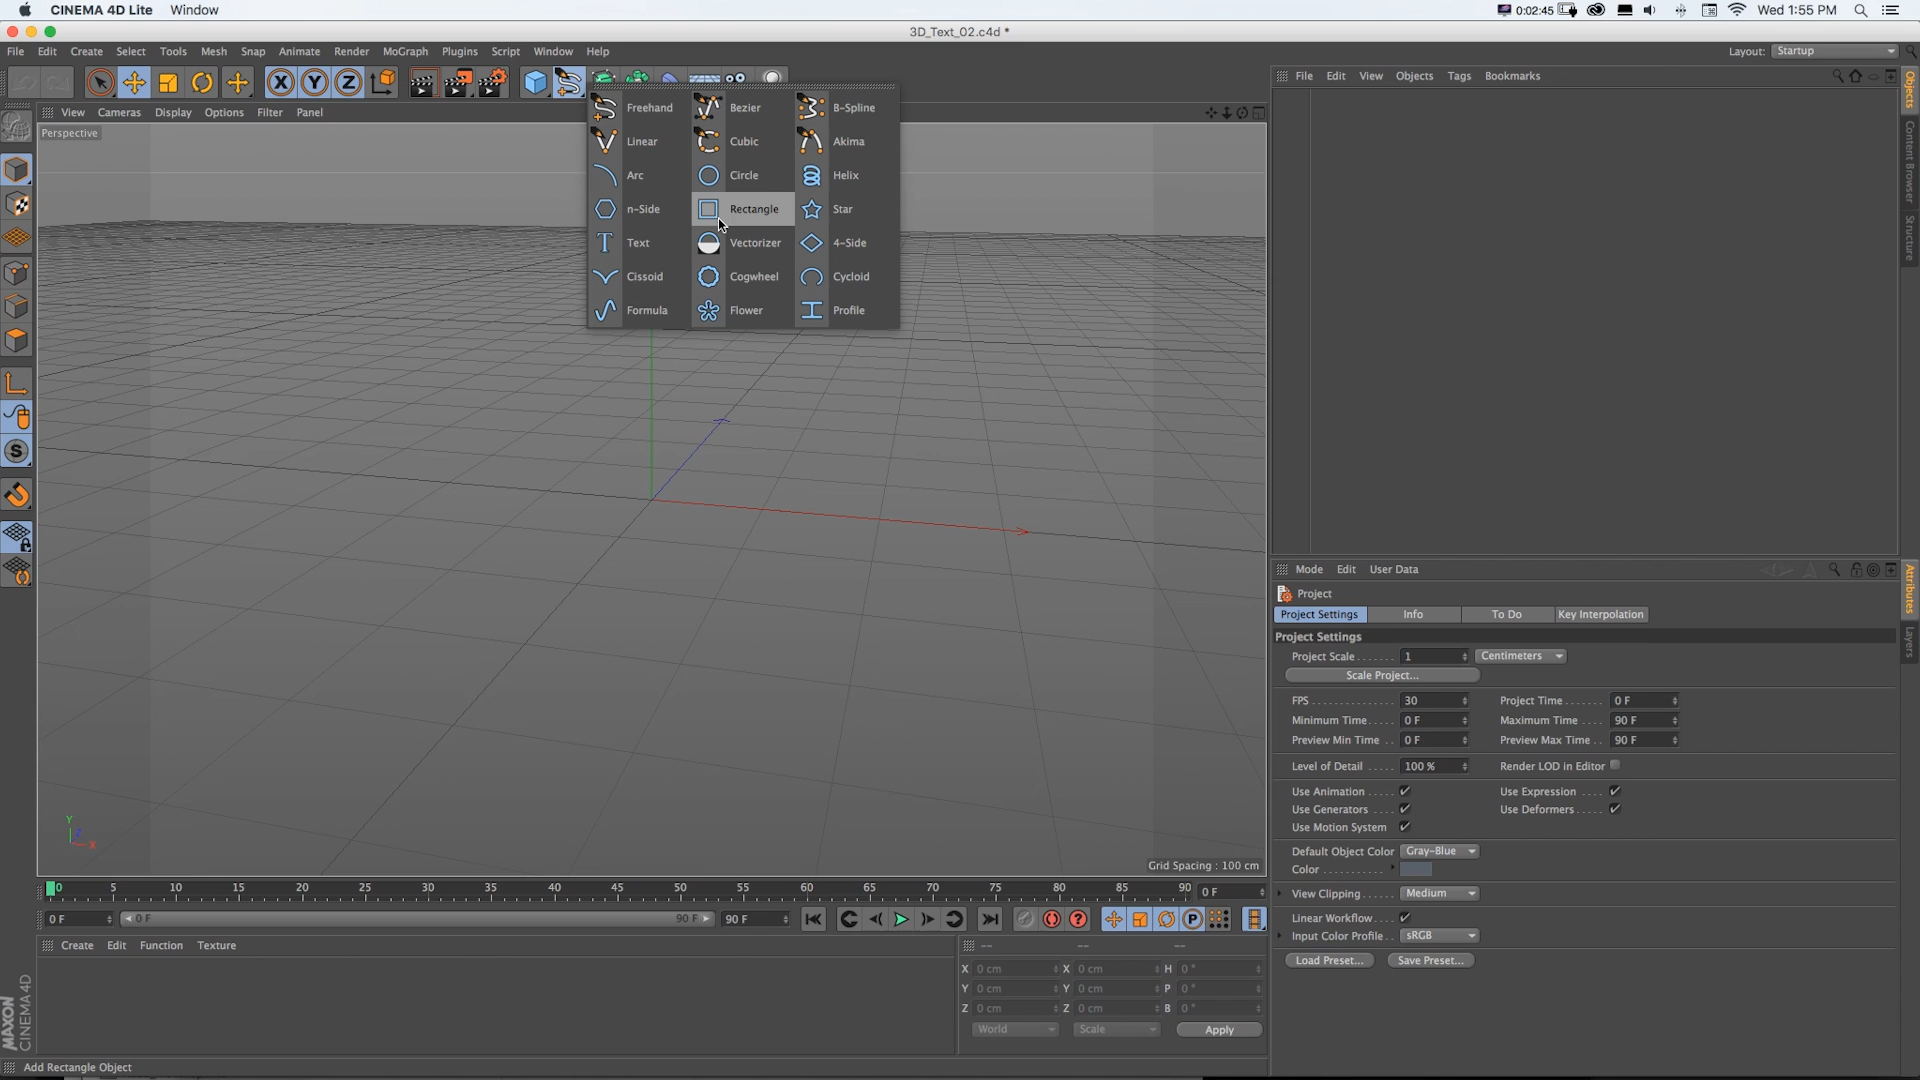 CINEMA 4D Lite Window 0:02:45 Wed 1:55 PM
3D_Text_02.c4d *
File Edit Create Select Tools Mesh Snap Animate Render MoGraph Plugins Script Window Help Layout: Startup
File Edit View Objects Tags Bookmarks
View Cameras Display Options Filter Panel
Perspective
Freehand Bezier B-Spline
Linear Cubic Akima
Arc Circle Helix
n-Side Rectangle Star
Text Vectorizer 4-Side
Cissoid Cogwheel Cycloid
Formula Flower Profile
Objects
Content Browser
Structure
Y
Z
X
Grid Spacing : 100 cm
Mode Edit User Data
Project
Project Settings Info To Do Key Interpolation
Project Settings
Project Scale....... 1 Centimeters
Scale Project...
FPS 30 Project Time 0 F
Minimum Time 0 F Maximum Time 90 F
Preview Min Time 0 F Preview Max Time 90 F
Level of Detail 100 % Render LOD in Editor
Use Animation Use Expression
Use Generators Use Deformers
Use Motion System
Default Object Color Gray-Blue
Color
View Clipping Medium
Linear Workflow
Input Color Profile sRGB
Load Preset... Save Preset...
Attributes
Layers
0 5 10 15 20 25 30 35 40 45 50 55 60 65 70 75 80 85 90 0 F
0 F 0 F 90 F 90 F
Create Edit Function Texture
-- -- --
X 0 cm X 0 cm H 0 °
Y 0 cm Y 0 cm P 0 °
Z 0 cm Z 0 cm B 0 °
World Scale Apply
MAXON
CINEMA 4D
Add Rectangle Object